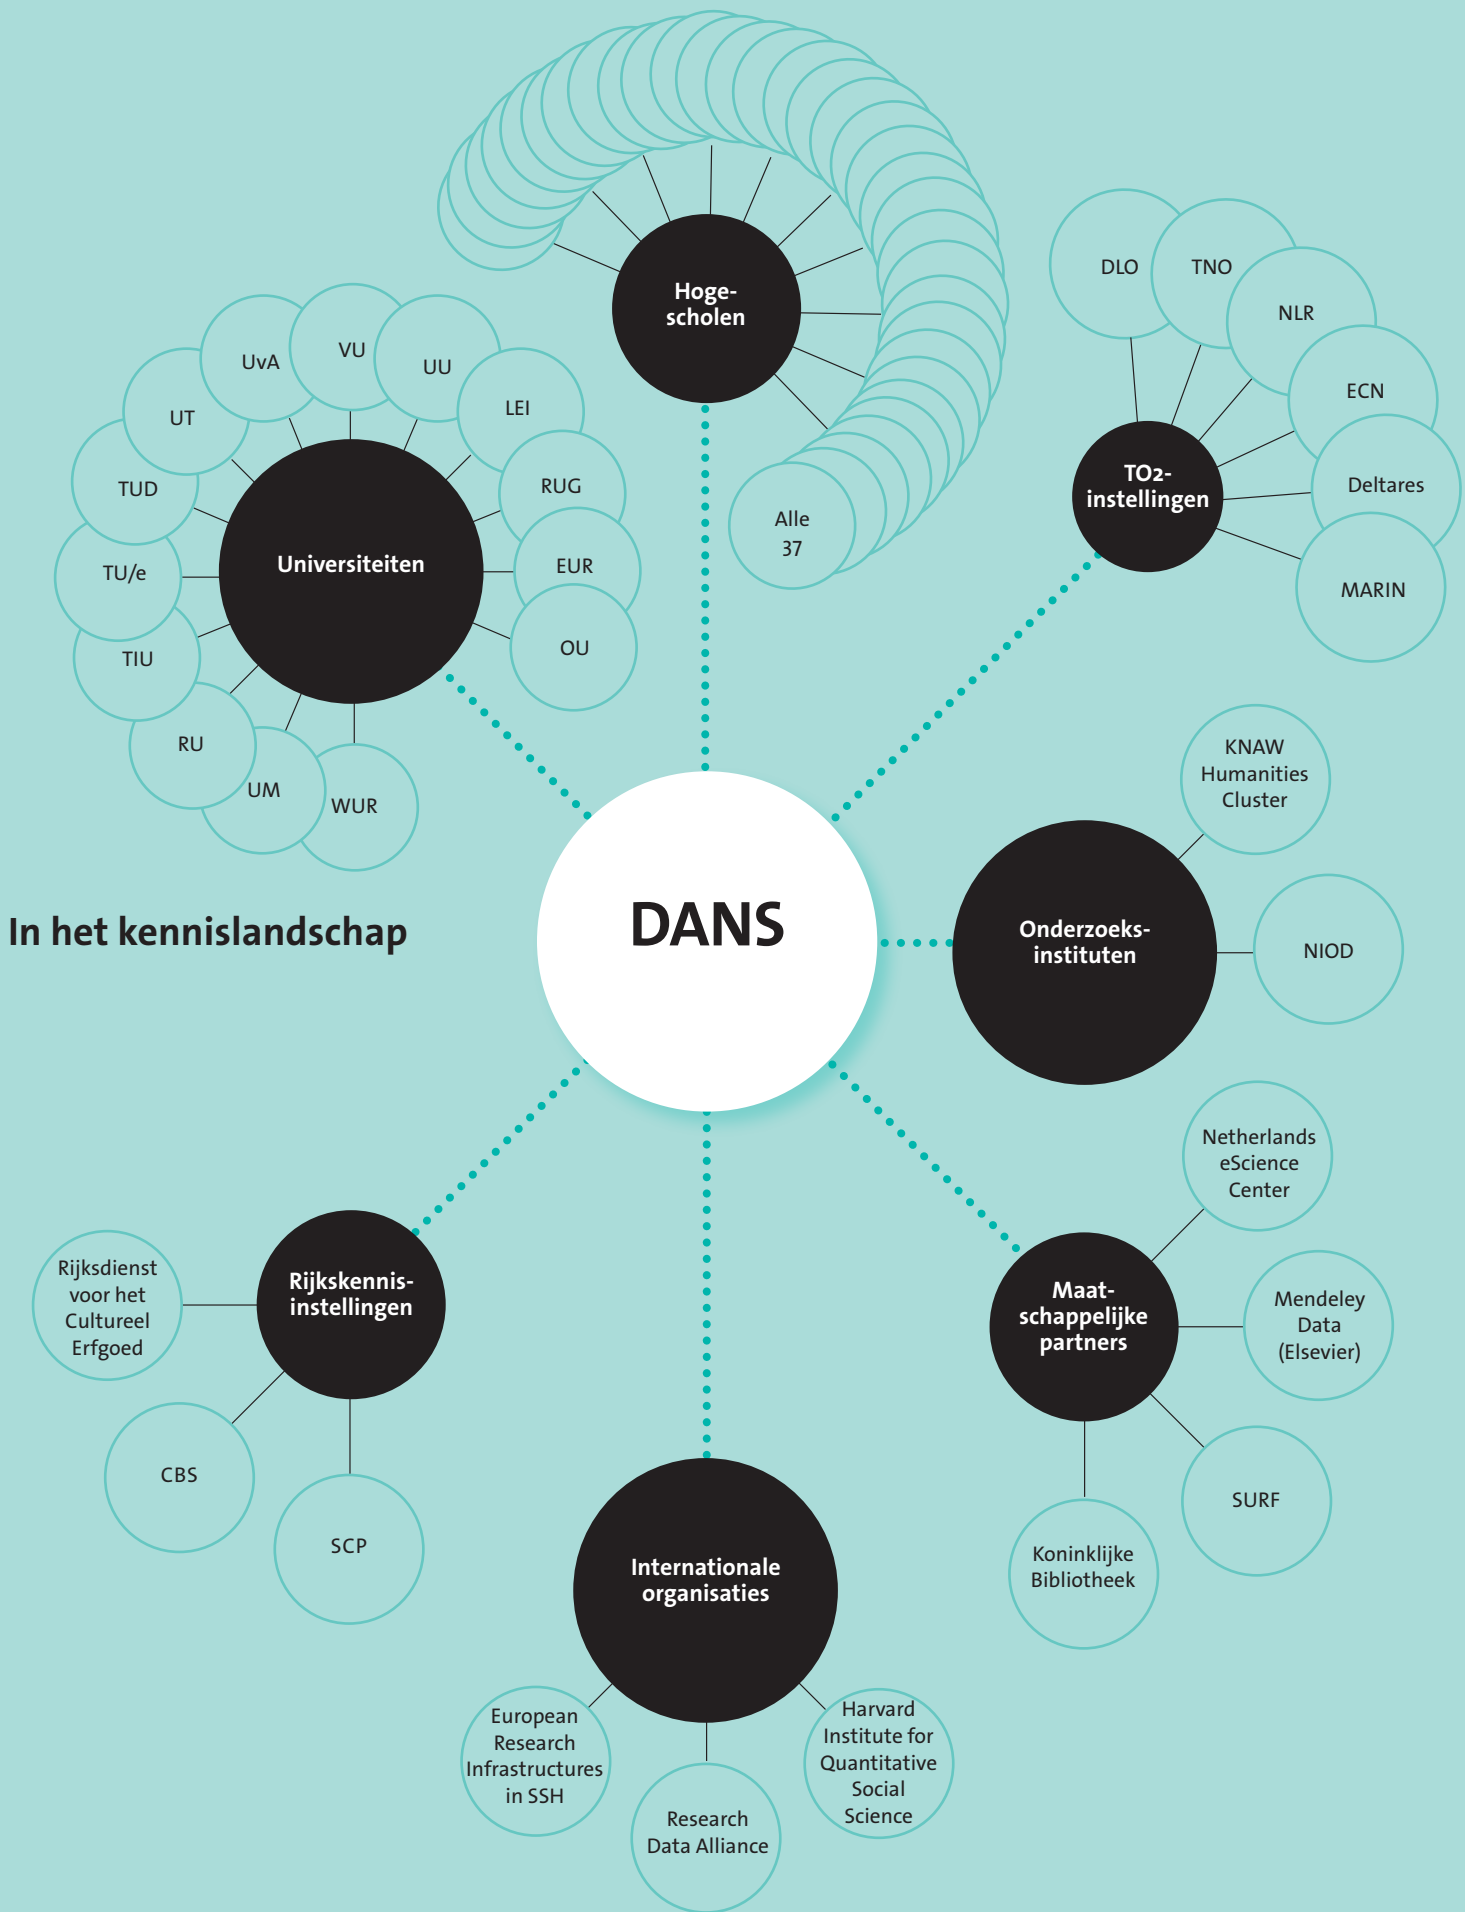 Hoge-
scholen
Alle
37
DLO
TNO
NLR
ECN
Deltares
MARIN
TO2-
instellingen
UvA
VU
UU
UT
LEI
TUD
RUG
TU/e
EUR
TIU
OU
RU
UM
WUR
Universiteiten
KNAW
Humanities
Cluster
NIOD
Onderzoeks-
instituten
In het kennislandschap
DANS
Netherlands
eScience
Center
Mendeley
Data
(Elsevier)
SURF
Koninklijke
Bibliotheek
Maat-
schappelijke
partners
Rijksdienst
voor het
Cultureel
Erfgoed
Rijkskennis-
instellingen
CBS
SCP
Internationale
organisaties
European
Research
Infrastructures
in SSH
Research
Data Alliance
Harvard
Institute for
Quantitative
Social
Science